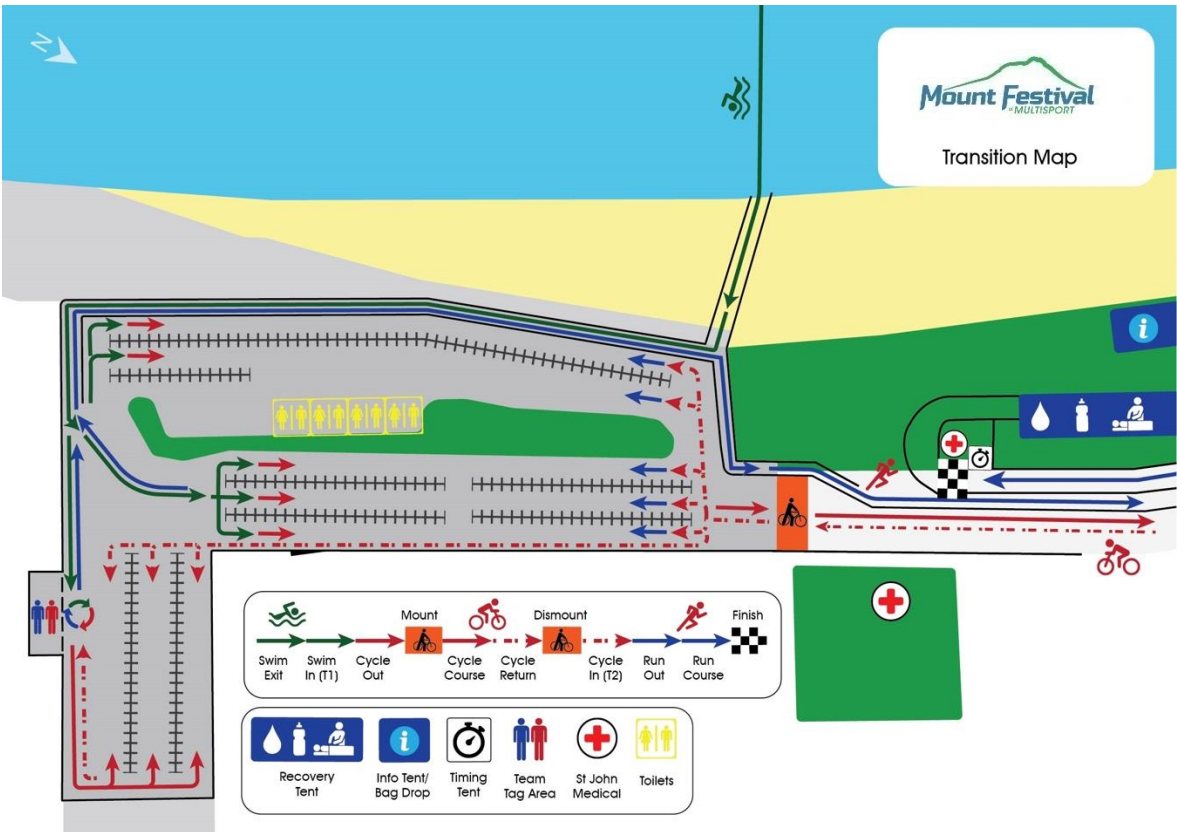 N
Mount Festival
of MULTISPORT
Transition Map
Mount
Dismount
Finish
Swim
Exit
Swim
In (T1)
Cycle
Out
Cycle
Course
Cycle
Return
Cycle
In (T2)
Run
Out
Run
Course
Recovery
Tent
Info Tent/
Bag Drop
Timing
Tent
Team
Tag Area
St John
Medical
Toilets